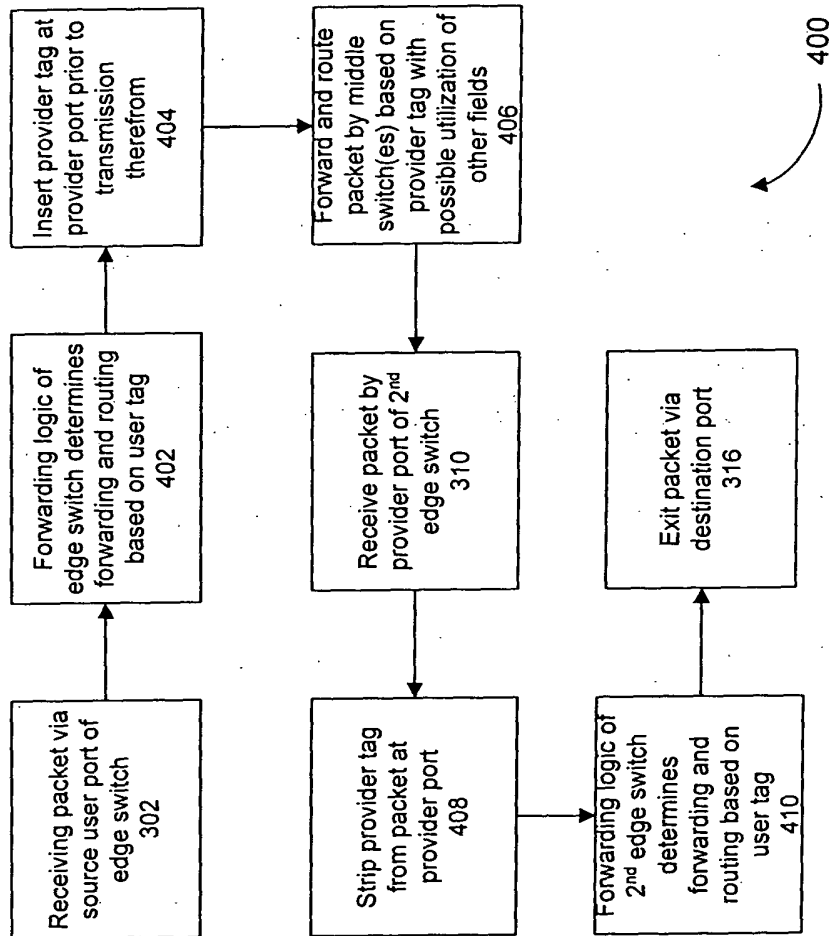 Receiving packet via
source user port of
edge switch
302
Forwarding logic of
edge switch determines
forwarding and routing
based on user tag
402
Insert provider tag at
provider port prior to
transmission
therefrom
404
Forward and route
packet by middle
switch(es) based on
provider tag with
possible utilization of
other fields
406
Receive packet by
provider port of 2nd
edge switch
310
Strip provider tag
from packet at
provider port
408
Forwarding logic of
2nd edge switch
determines
forwarding and
routing based on
user tag
410
Exit packet via
destination port
316
400